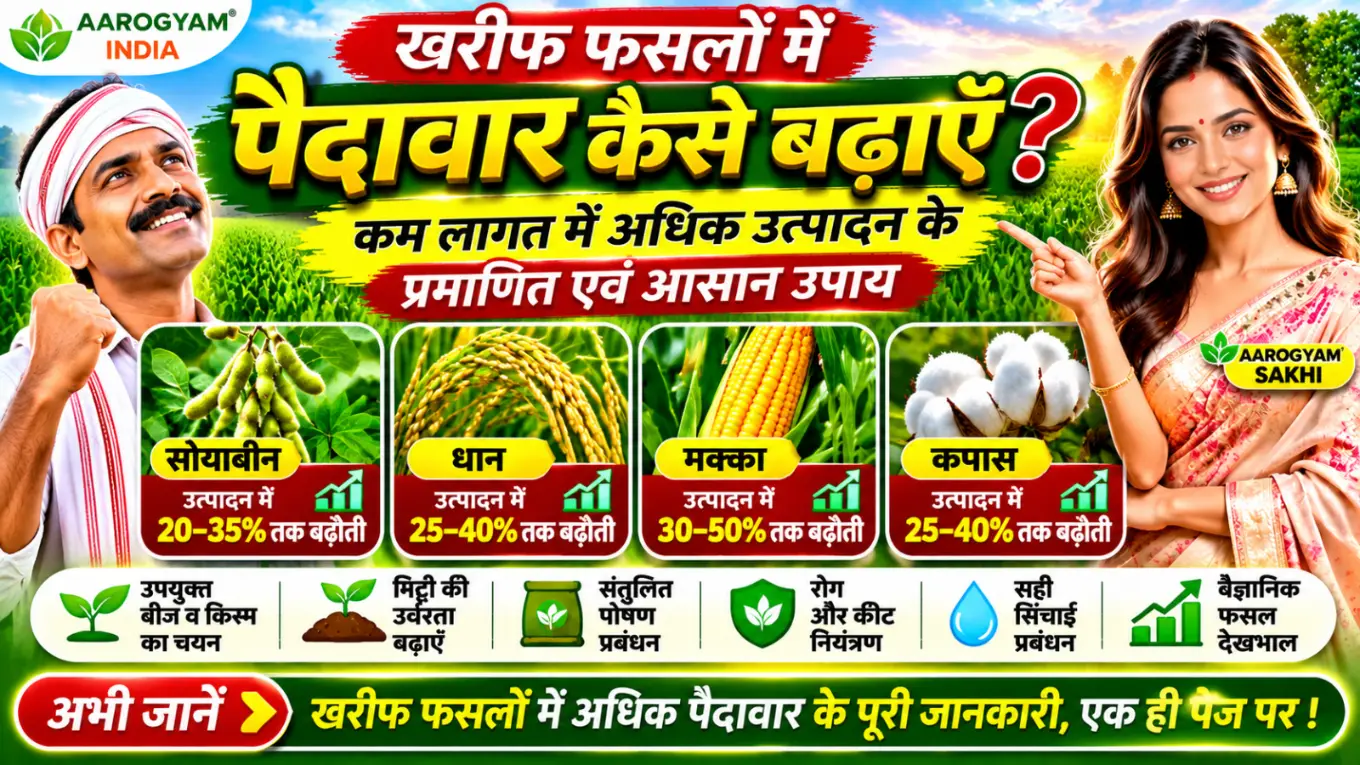 AAROGYAM®
INDIA
खरीफ फसलों में
पैदावार कैसे बढ़ाएँ?
कम लागत में अधिक उत्पादन के
प्रमाणित एवं आसान उपाय
AAROGYAM®
SAKHI
सोयाबीन
उत्पादन में
20–35% तक बढ़ौती
धान
उत्पादन में
25–40% तक बढ़ौती
मक्का
उत्पादन में
30–50% तक बढ़ौती
कपास
उत्पादन में
25–40% तक बढ़ौती
उपयुक्त
बीज व किस्म
का चयन
मिट्टी की
उर्वरता
बढ़ाएँ
संतुलित
पोषण
प्रबंधन
रोग
और कीट
नियंत्रण
सही
सिंचाई
प्रबंधन
वैज्ञानिक
फसल
देखभाल
अभी जानें
खरीफ फसलों में अधिक पैदावार के पूरी जानकारी, एक ही पेज पर !